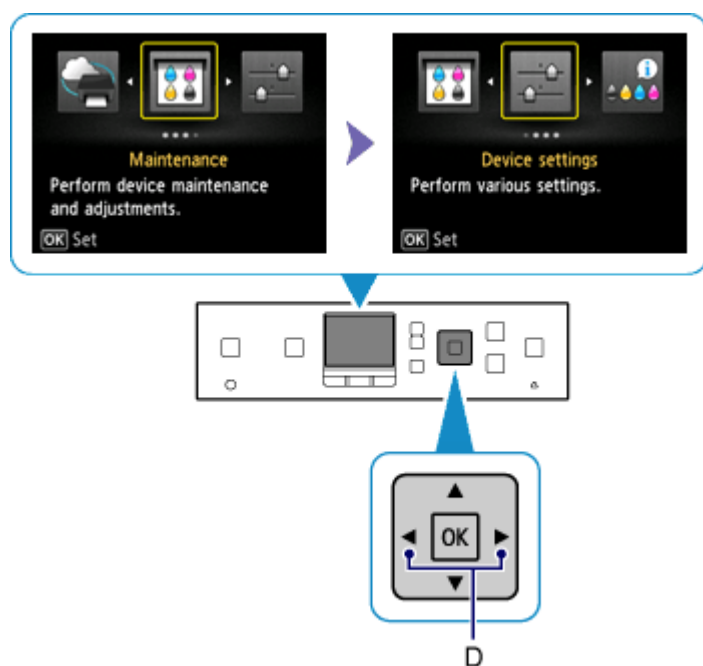 Maintenance
Perform device maintenance
and adjustments.
OK Set
Device settings
Perform various settings.
OK Set
OK
D